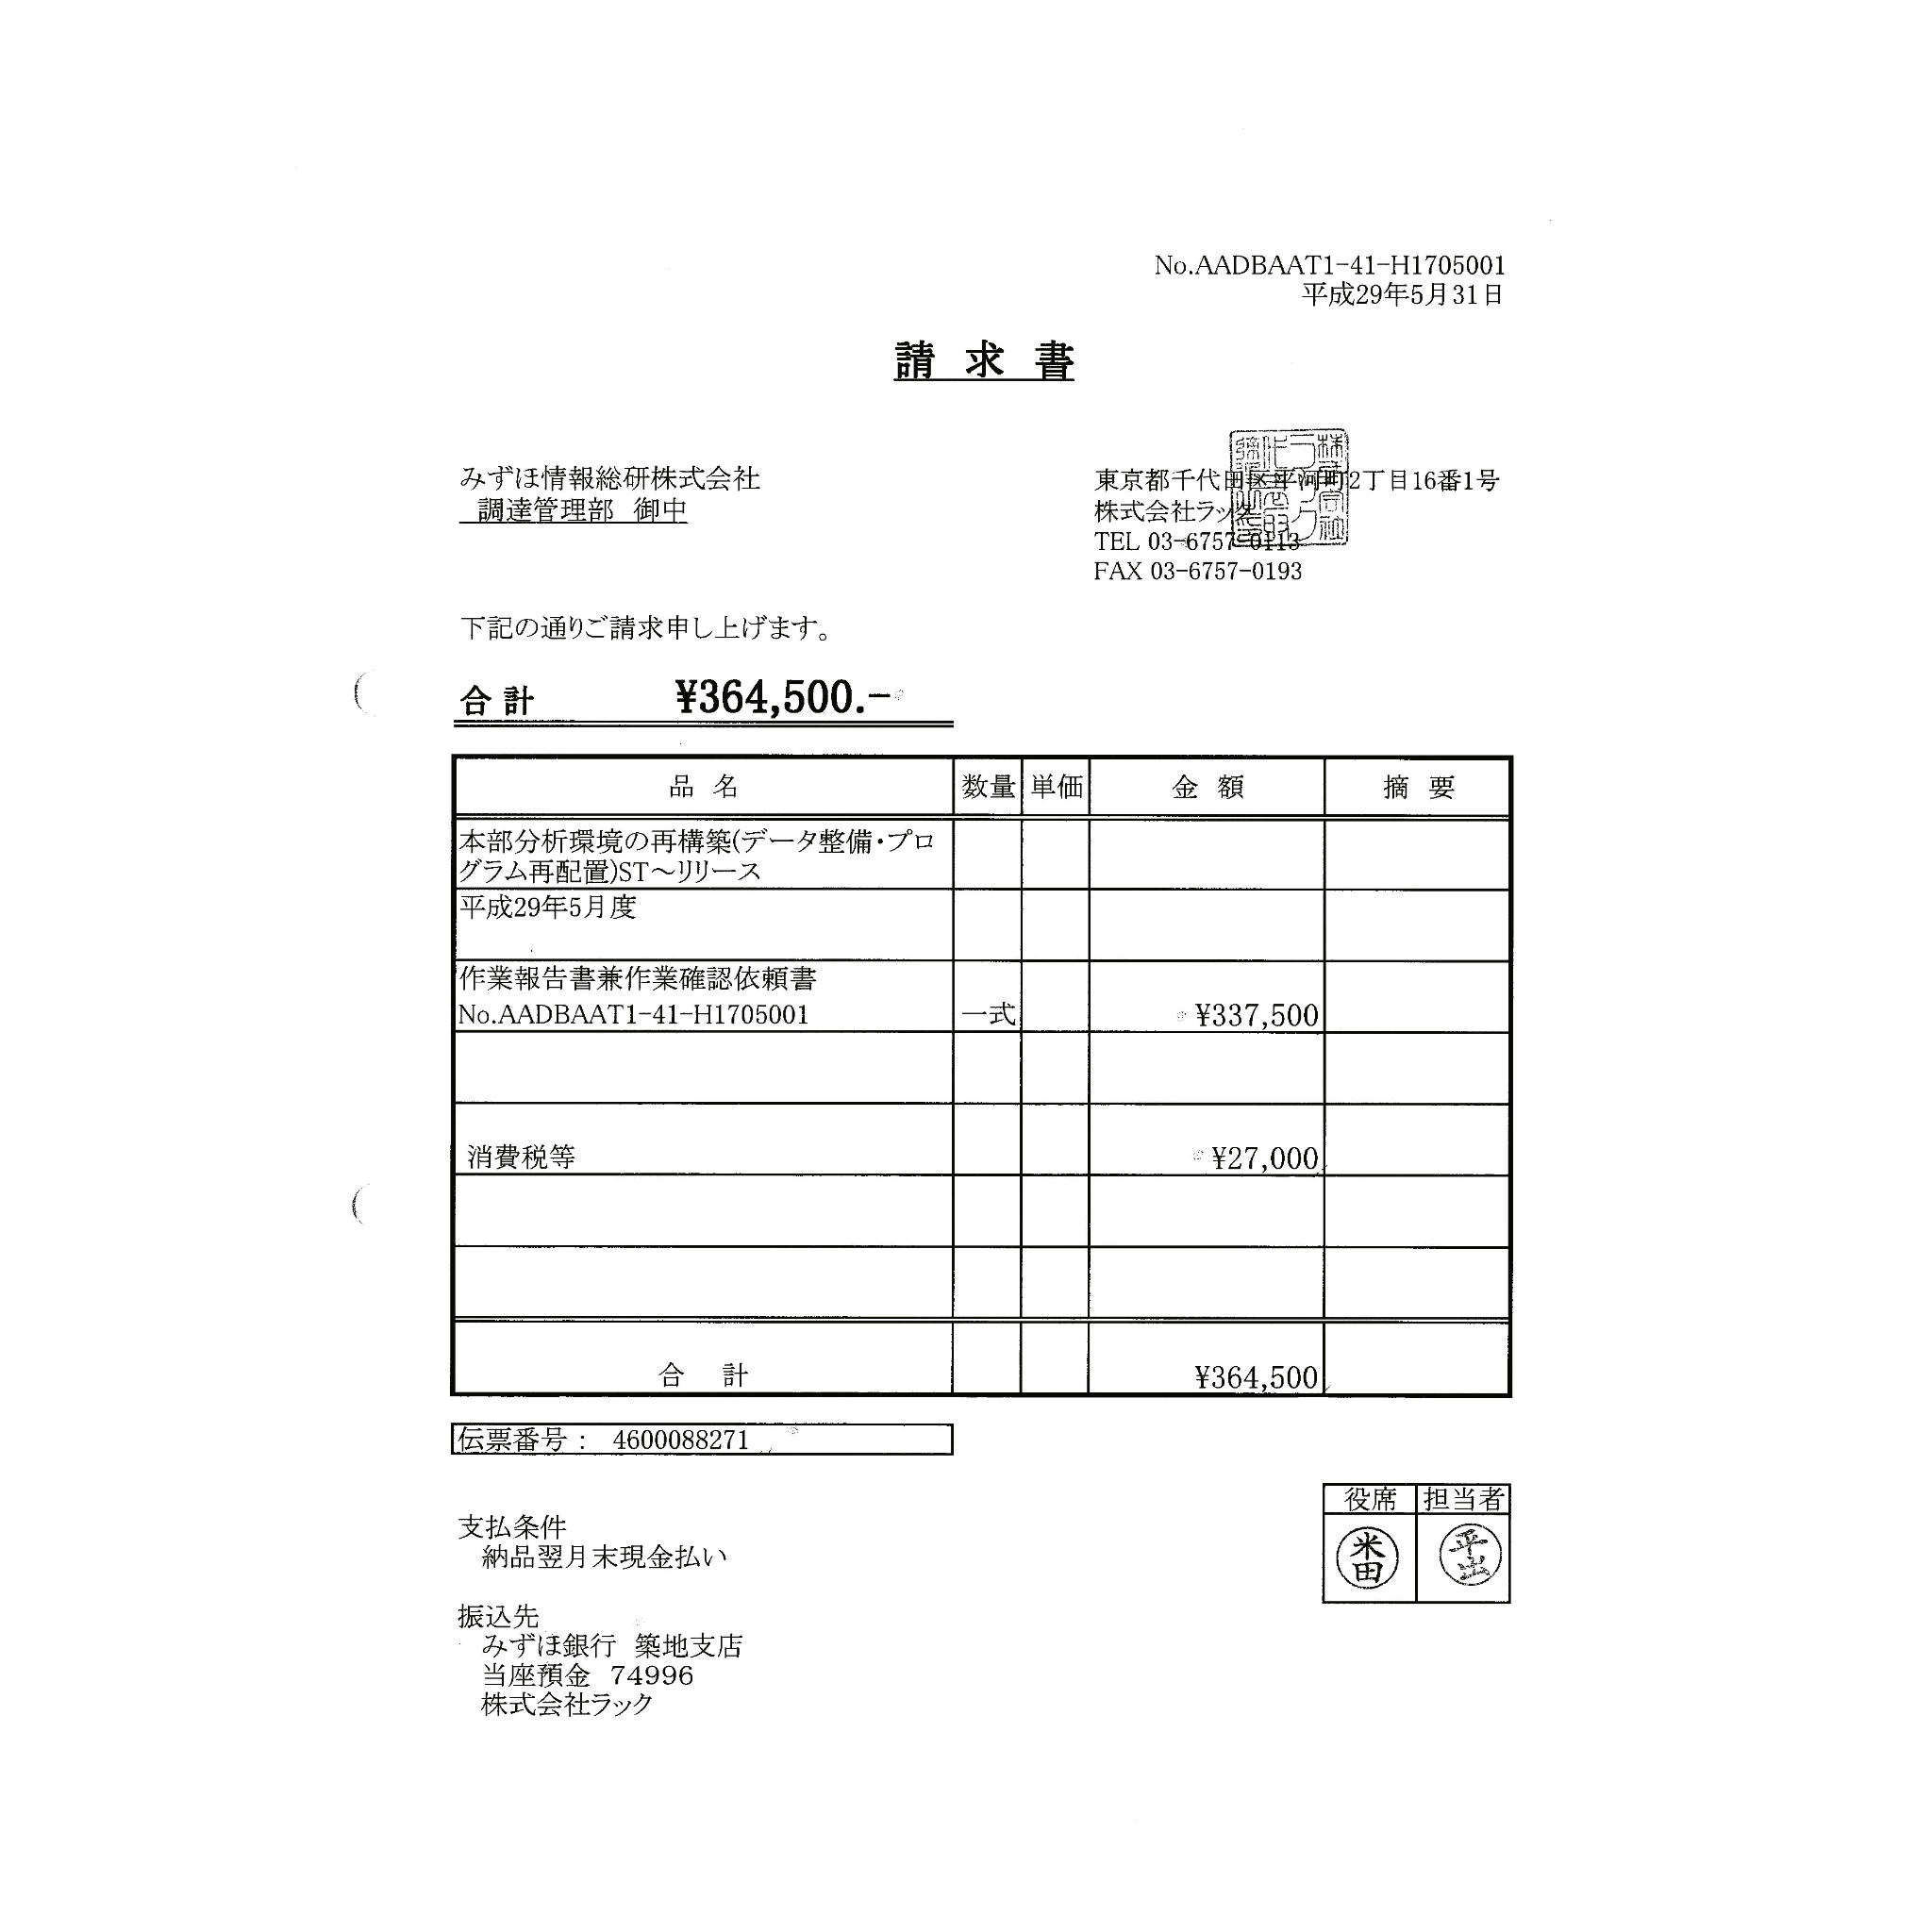 No.AADBAAT1-41-H1705001
平成29年5月31日
請 求 書
みずほ情報総研株式会社
調達管理部 御中
東京都千代田区平河町2丁目16番1号
株式会社ラック
TEL 03-6757-0113
FAX 03-6757-0193
下記の通りご請求申し上げます。
合 計 ¥364,500.-
品 名 数量 単価 金 額 摘 要
本部分析環境の再構築(データ整備・プロ
グラム再配置)ST～リリース
平成29年5月度
作業報告書兼作業確認依頼書
No.AADBAAT1-41-H1705001 一式 ¥337,500
消費税等 ¥27,000
合 計 ¥364,500
伝票番号 : 4600088271
役席 担当者
米田 平出
支払条件
納品翌月末現金払い
振込先
みずほ銀行 築地支店
当座預金 74996
株式会社ラック